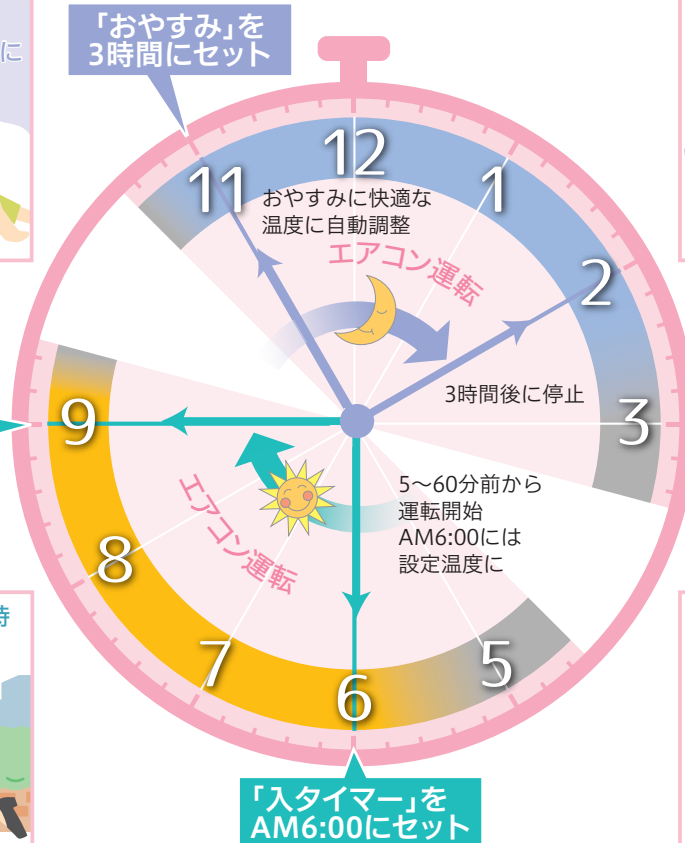 に
「おやすみ」を
3時間にセット
12
11
1
おやすみに快適な
温度に自動調整
エアコン運転
2
3時間後に停止
3
9
5〜60分前から
運転開始
AM6:00には
設定温度に
エアコン運転
8
7
6
5
時
「入タイマー」を
AM6:00にセット